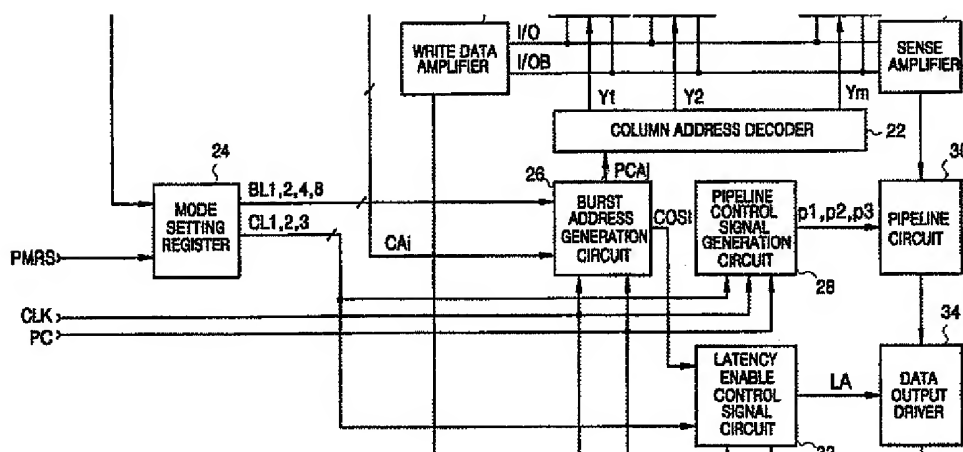 I/O
WRITE DATA
AMPLIFIER
I/OB
SENSE
AMPLIFIER
Y1
Y2
Ym
COLUMN ADDRESS DECODER
22
24
26
PCAj
BL1,2,4,8
MODE
SETTING
REGISTER
CL1,2,3
BURST
ADDRESS
GENERATION
CIRCUIT
COSi
PIPELINE
CONTROL
SIGNAL
GENERATION
CIRCUIT
p1,p2,p3
PIPELINE
CIRCUIT
CAi
PMRS
28
CLK
PC
34
LATENCY
ENABLE
CONTROL
SIGNAL
CIRCUIT
LA
DATA
OUTPUT
DRIVER